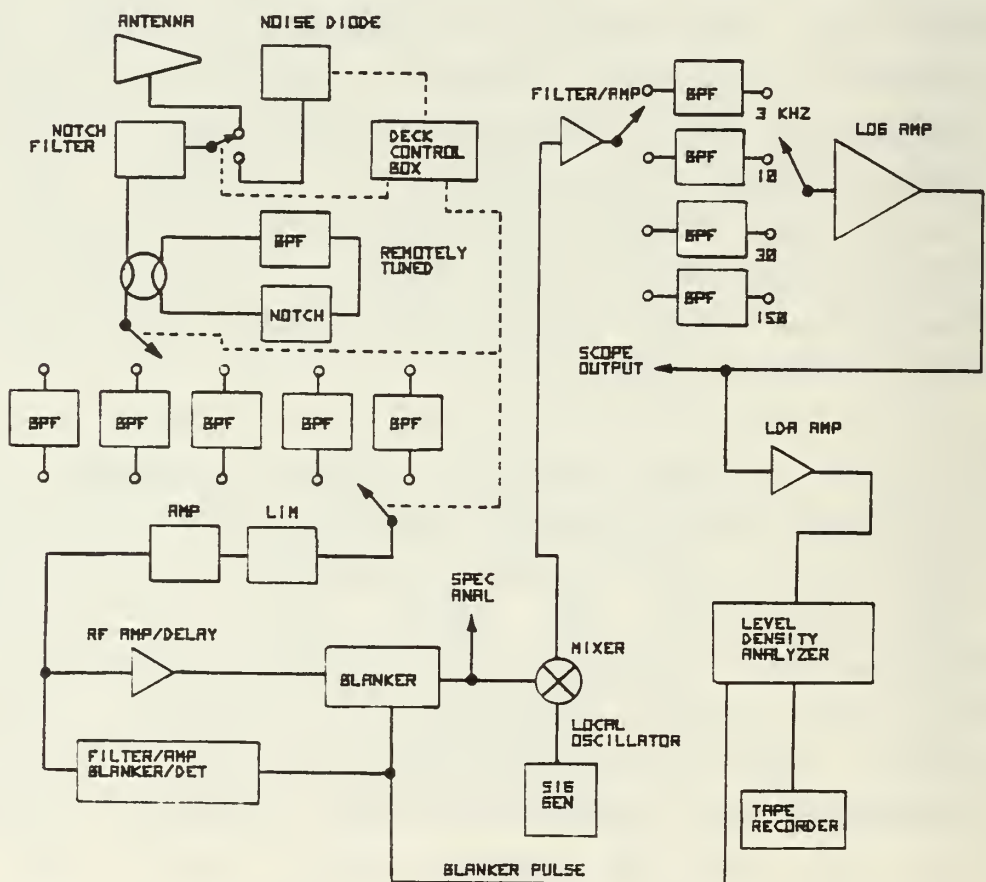 ANTENNA
NOISE DIODE
NOTCH
FILTER
DECK
CONTROL
BOX
BPF
REMOTELY
TUNED
NOTCH
BPF
BPF
BPF
BPF
BPF
AMP
LIM
RF AMP/DELAY
BLANKER
SPEC
ANAL
MIXER
FILTER/AMP
BLANKER/DET
LOCAL
OSCILLATOR
SIG
GEN
BLANKER PULSE
FILTER/AMP
BPF
3 KHZ
BPF
10
BPF
30
BPF
150
LOG AMP
SCOPE
OUTPUT
LDA AMP
LEVEL
DENSITY
ANALYZER
TAPE
RECORDER